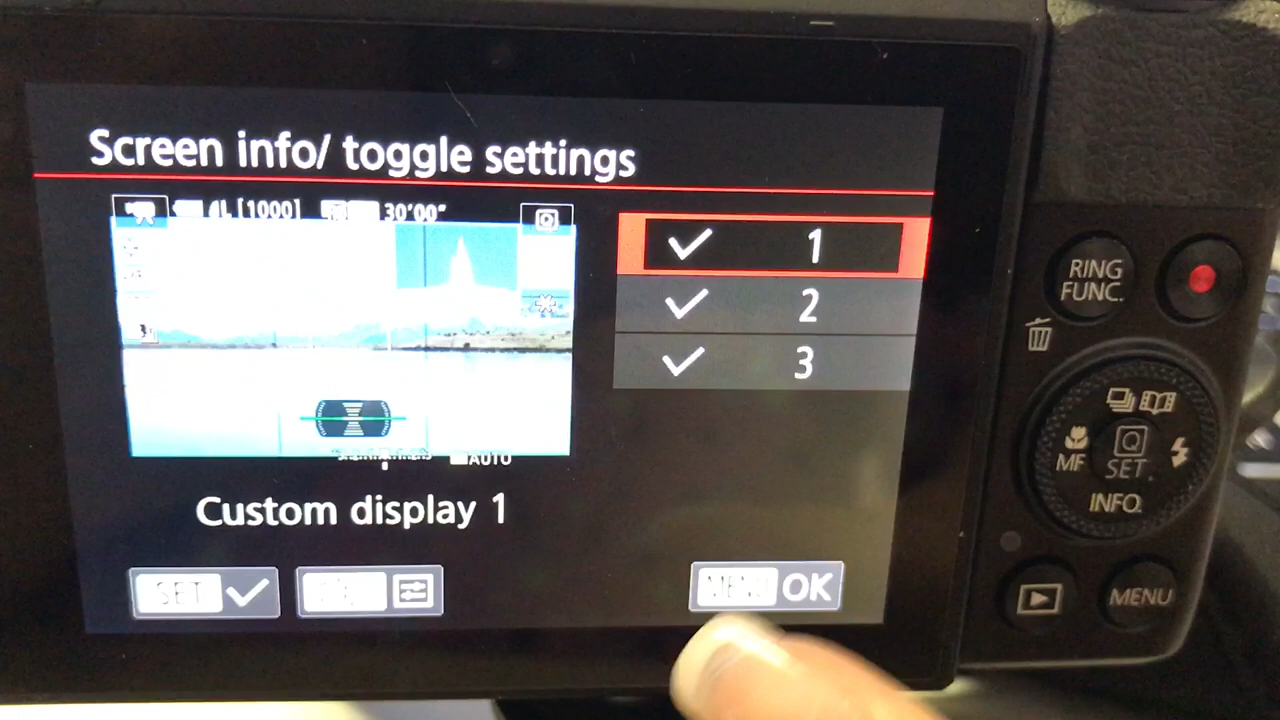 Screen info/ toggle settings
4L [1000] 30'00"
1
2
3
AUTO
Custom display 1
SET
MENU OK
RING
FUNC.
MF
Q
SET
INFO.
MENU